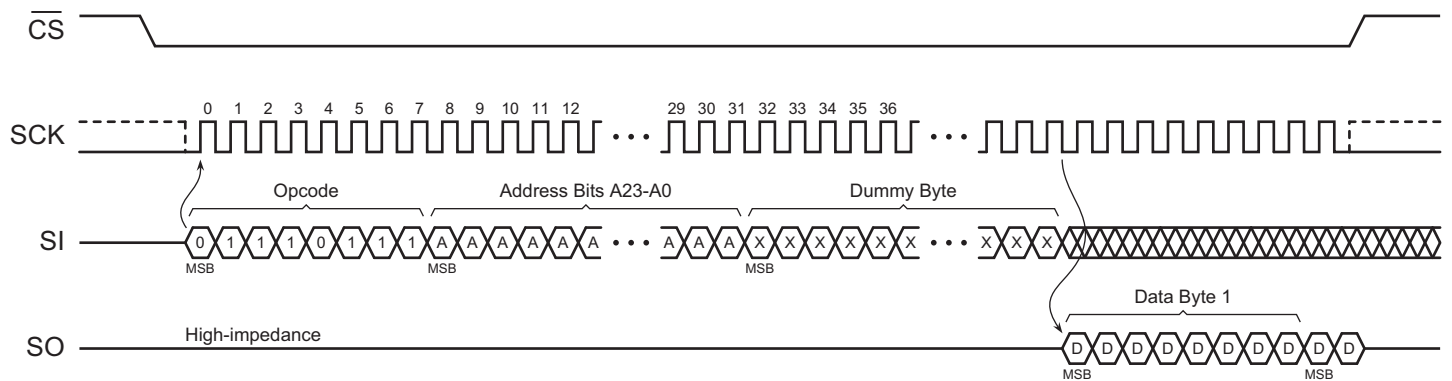 CS
0 1 2 3 4 5 6 7 8 9 10 11 12 29 30 31 32 33 34 35 36
SCK
Opcode Address Bits A23-A0 Dummy Byte
SI 0 1 1 1 0 1 1 1 A A A A A A A A A X X X X X X X X X
MSB MSB MSB
Data Byte 1
High-impedance
SO D D D D D D D D D D
MSB MSB